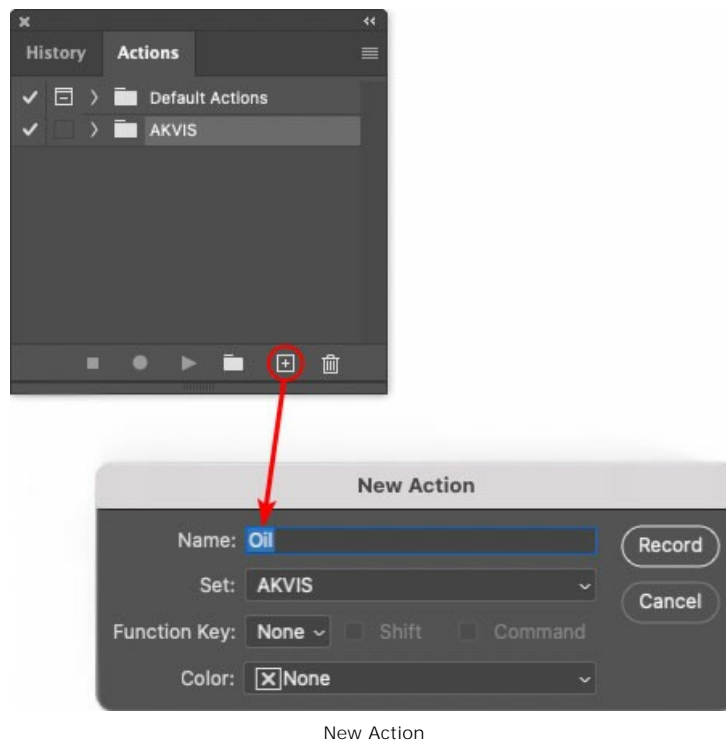 History Actions
Default Actions
AKVIS
New Action
Name: Oil Record
Set: AKVIS
Cancel
Function Key: None Shift Command
Color: None
New Action